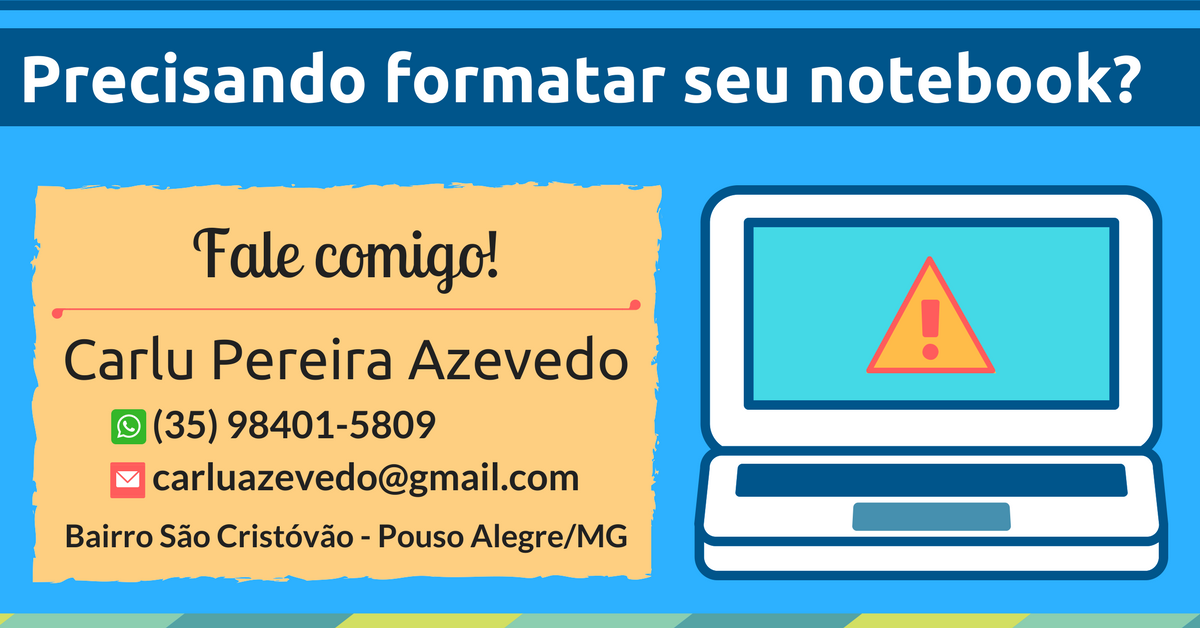 Precisando formatar seu notebook?
Fale comigo!
Carlu Pereira Azevedo
(35) 98401-5809
carluazevedo@gmail.com
Bairro São Cristóvão - Pouso Alegre/MG